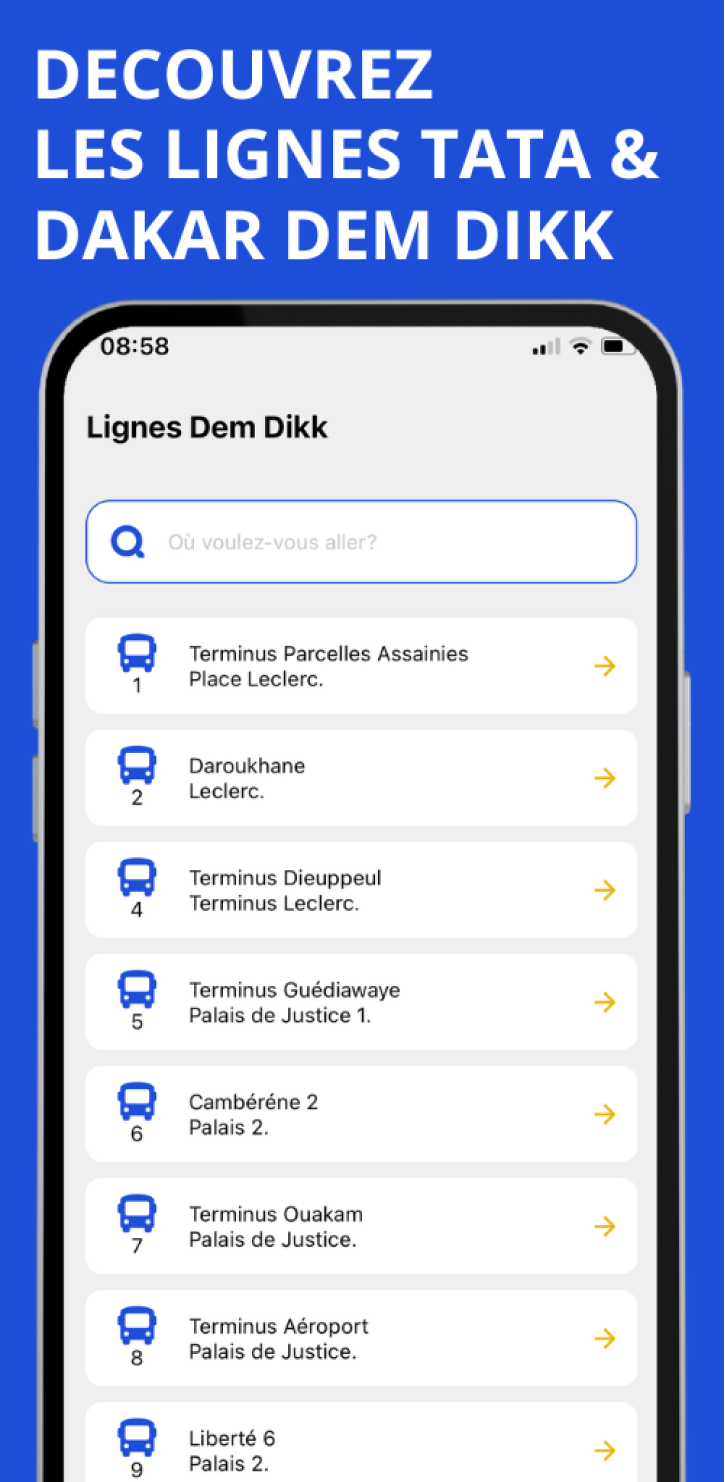 DECOUVREZ
LES LIGNES TATA &
DAKAR DEM DIKK
08:58
Lignes Dem Dikk
Où voulez-vous aller?
Terminus Parcelles Assainies
Place Leclerc.
1
Daroukhane
Leclerc.
2
Terminus Dieuppeul
Terminus Leclerc.
4
Terminus Guédiawaye
Palais de Justice 1.
5
Cambéréne 2
Palais 2.
6
Terminus Ouakam
Palais de Justice.
7
Terminus Aéroport
Palais de Justice.
8
Liberté 6
Palais 2.
9